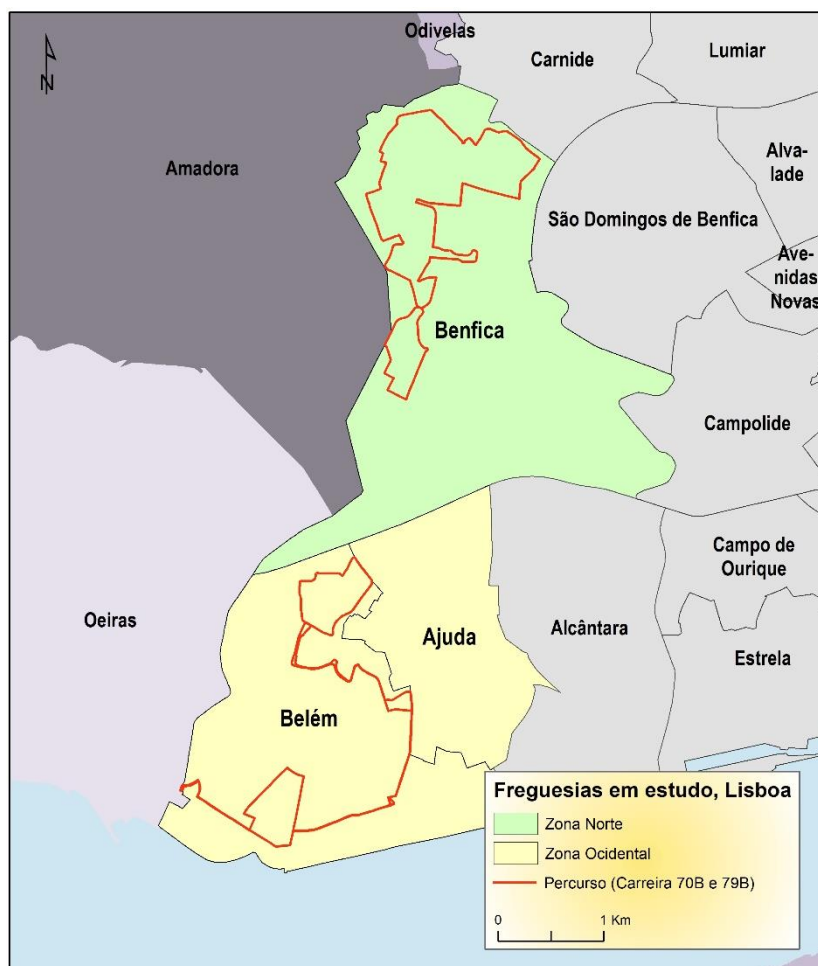 Odivelas
Carnide
Lumiar
N
Amadora
Alva-
lade
São Domingos de Benfica
Ave-
nidas
Novas
Benfica
Campolide
Campo de
Ourique
Oeiras
Ajuda
Alcântara
Estrela
Belém
Freguesias em estudo, Lisboa
Zona Norte
Zona Ocidental
Percurso (Carreira 70B e 79B)
0 1 Km